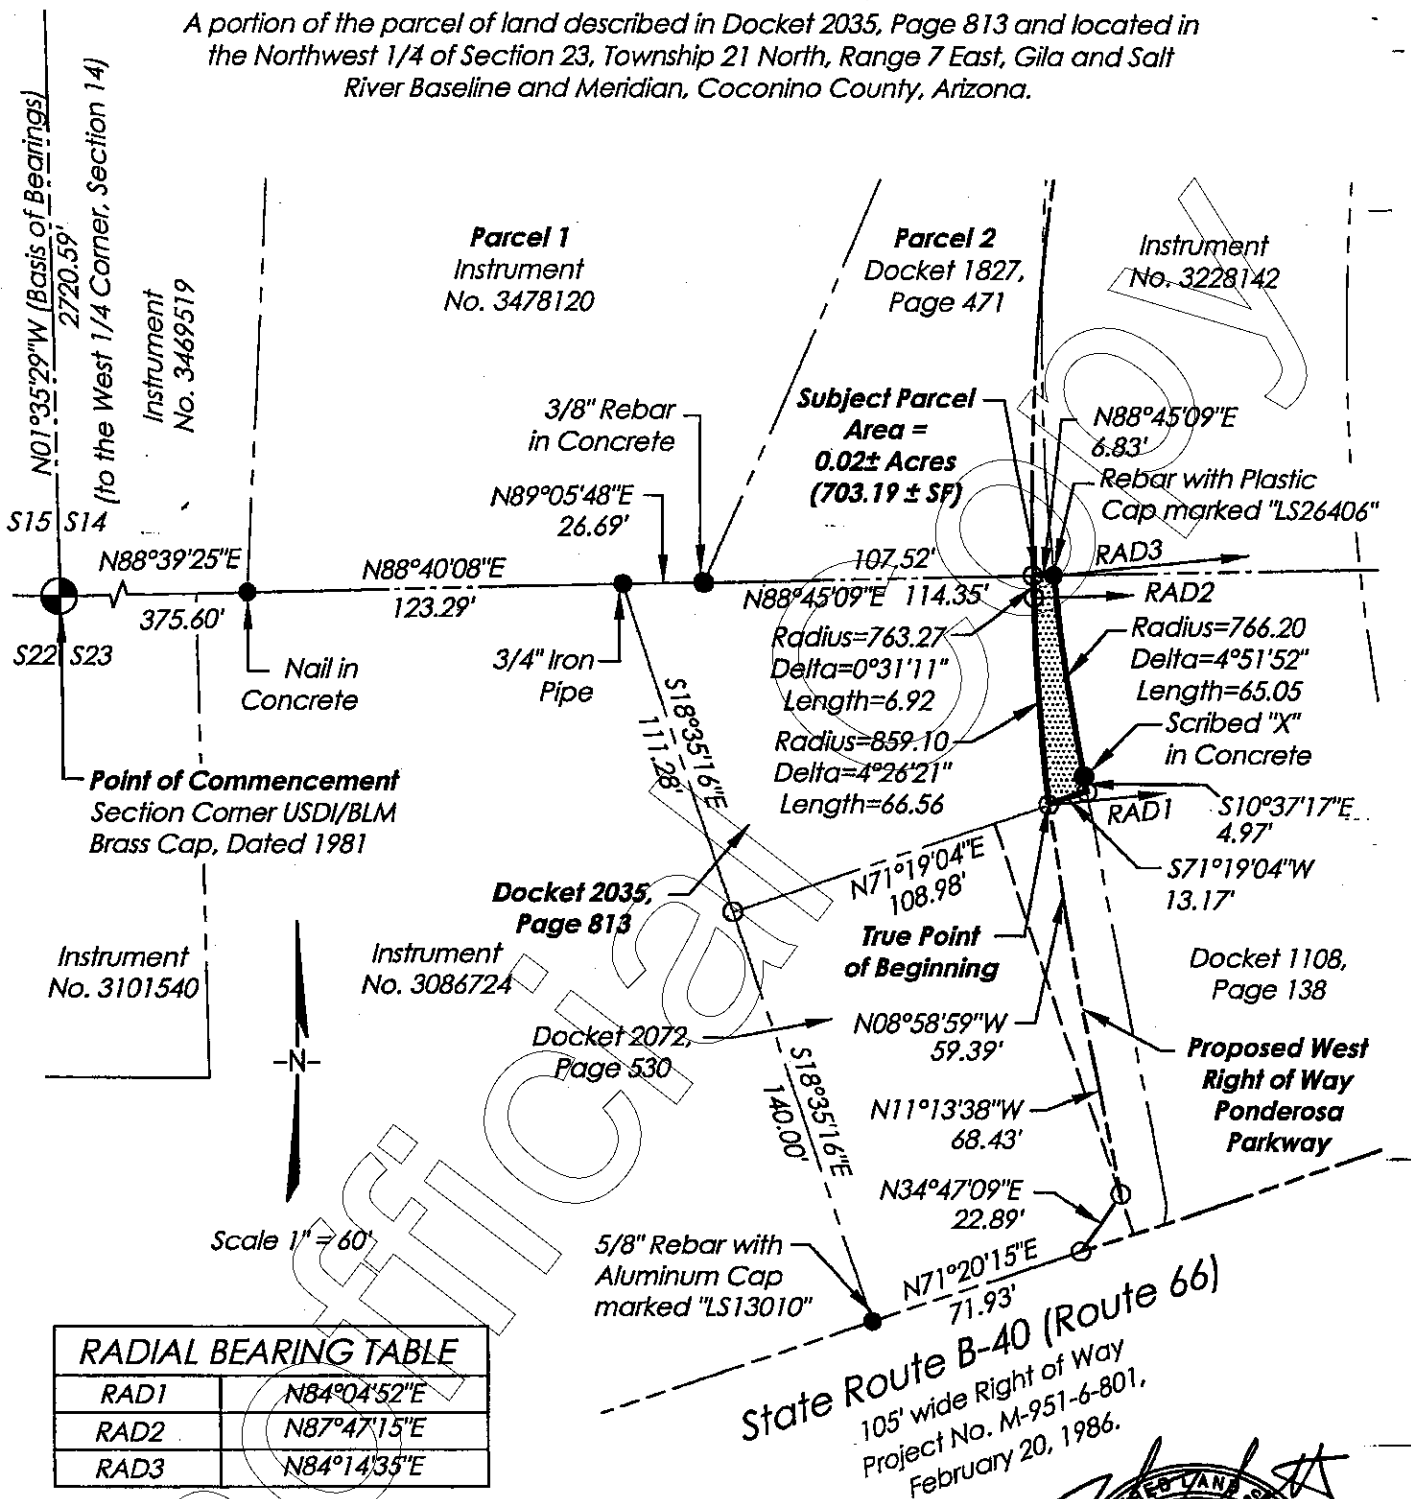 A portion of the parcel of land described in Docket 2035, Page 813 and located in
the Northwest 1/4 of Section 23, Township 21 North, Range 7 East, Gila and Salt
River Baseline and Meridian, Coconino County, Arizona.
N01°35'29"W (Basis of Bearings)
2720.59'
(to the West 1/4 Corner, Section 14)
Instrument
No. 3469519
Parcel 1
Instrument
No. 3478120
Parcel 2
Docket 1827,
Page 471
Instrument
No. 3228142
3/8" Rebar
in Concrete
Subject Parcel
Area =
0.02± Acres
(703.19 ± SF)
N88°45'09"E
6.83'
Rebar with Plastic
Cap marked "LS26406"
N89°05'48"E
26.69'
S15 S14
N88°39'25"E
375.60'
N88°40'08"E
123.29'
107.52'
N88°45'09"E 114.35'
RAD3
RAD2
S22 S23
Nail in
Concrete
3/4" Iron
Pipe
Radius=763.27
Delta=0°31'11"
Length=6.92
Radius=766.20
Delta=4°51'52"
Length=65.05
S18°35'16"E
111.28'
Radius=859.10
Delta=4°26'21"
Length=66.56
Scribed "X"
in Concrete
Point of Commencement
Section Corner USDI/BLM
Brass Cap, Dated 1981
RAD1
S10°37'17"E
4.97'
S71°19'04"W
13.17'
N71°19'04"E
108.98'
Docket 2035,
Page 813
True Point
of Beginning
Instrument
No. 3101540
Instrument
No. 3086724
Docket 1108,
Page 138
Docket 2072,
Page 530
N08°58'59"W
59.39'
-N-
S18°35'16"E
140.00'
Proposed West
Right of Way
Ponderosa
Parkway
N11°13'38"W
68.43'
N34°47'09"E
22.89'
Scale 1" = 60'
5/8" Rebar with
Aluminum Cap
marked "LS13010"
N71°20'15"E
71.93'
State Route B-40 (Route 66)
105' wide Right of Way
Project No. M-951-6-801,
February 20, 1986.
RADIAL BEARING TABLE
RAD1 N84°04'52"E
RAD2 N87°47'15"E
RAD3 N84°14'35"E
Unofficial Copy